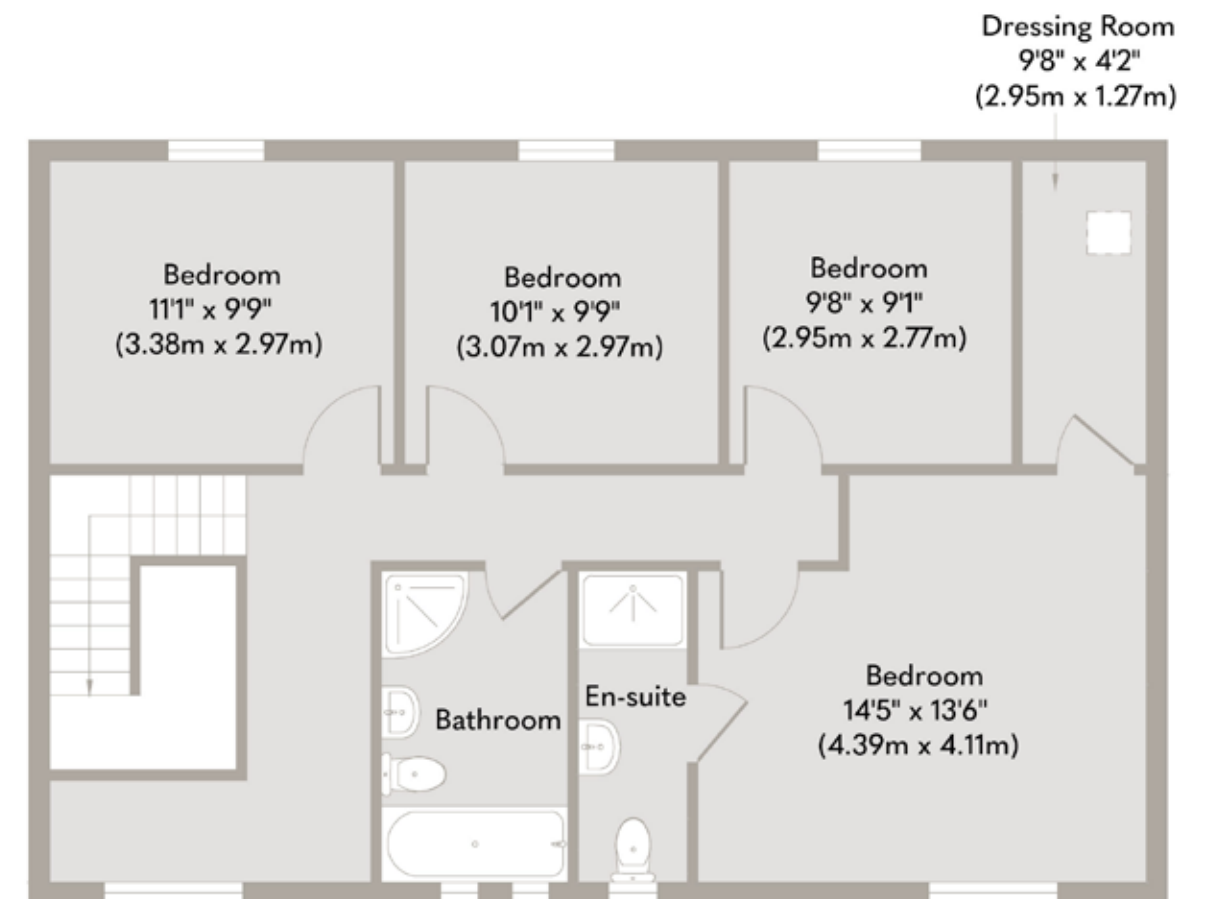 Dressing Room
9'8" x 4'2"
(2.95m x 1.27m)
Bedroom
11'1" x 9'9"
(3.38m x 2.97m)
Bedroom
10'1" x 9'9"
(3.07m x 2.97m)
Bedroom
9'8" x 9'1"
(2.95m x 2.77m)
Bathroom
En-suite
Bedroom
14'5" x 13'6"
(4.39m x 4.11m)